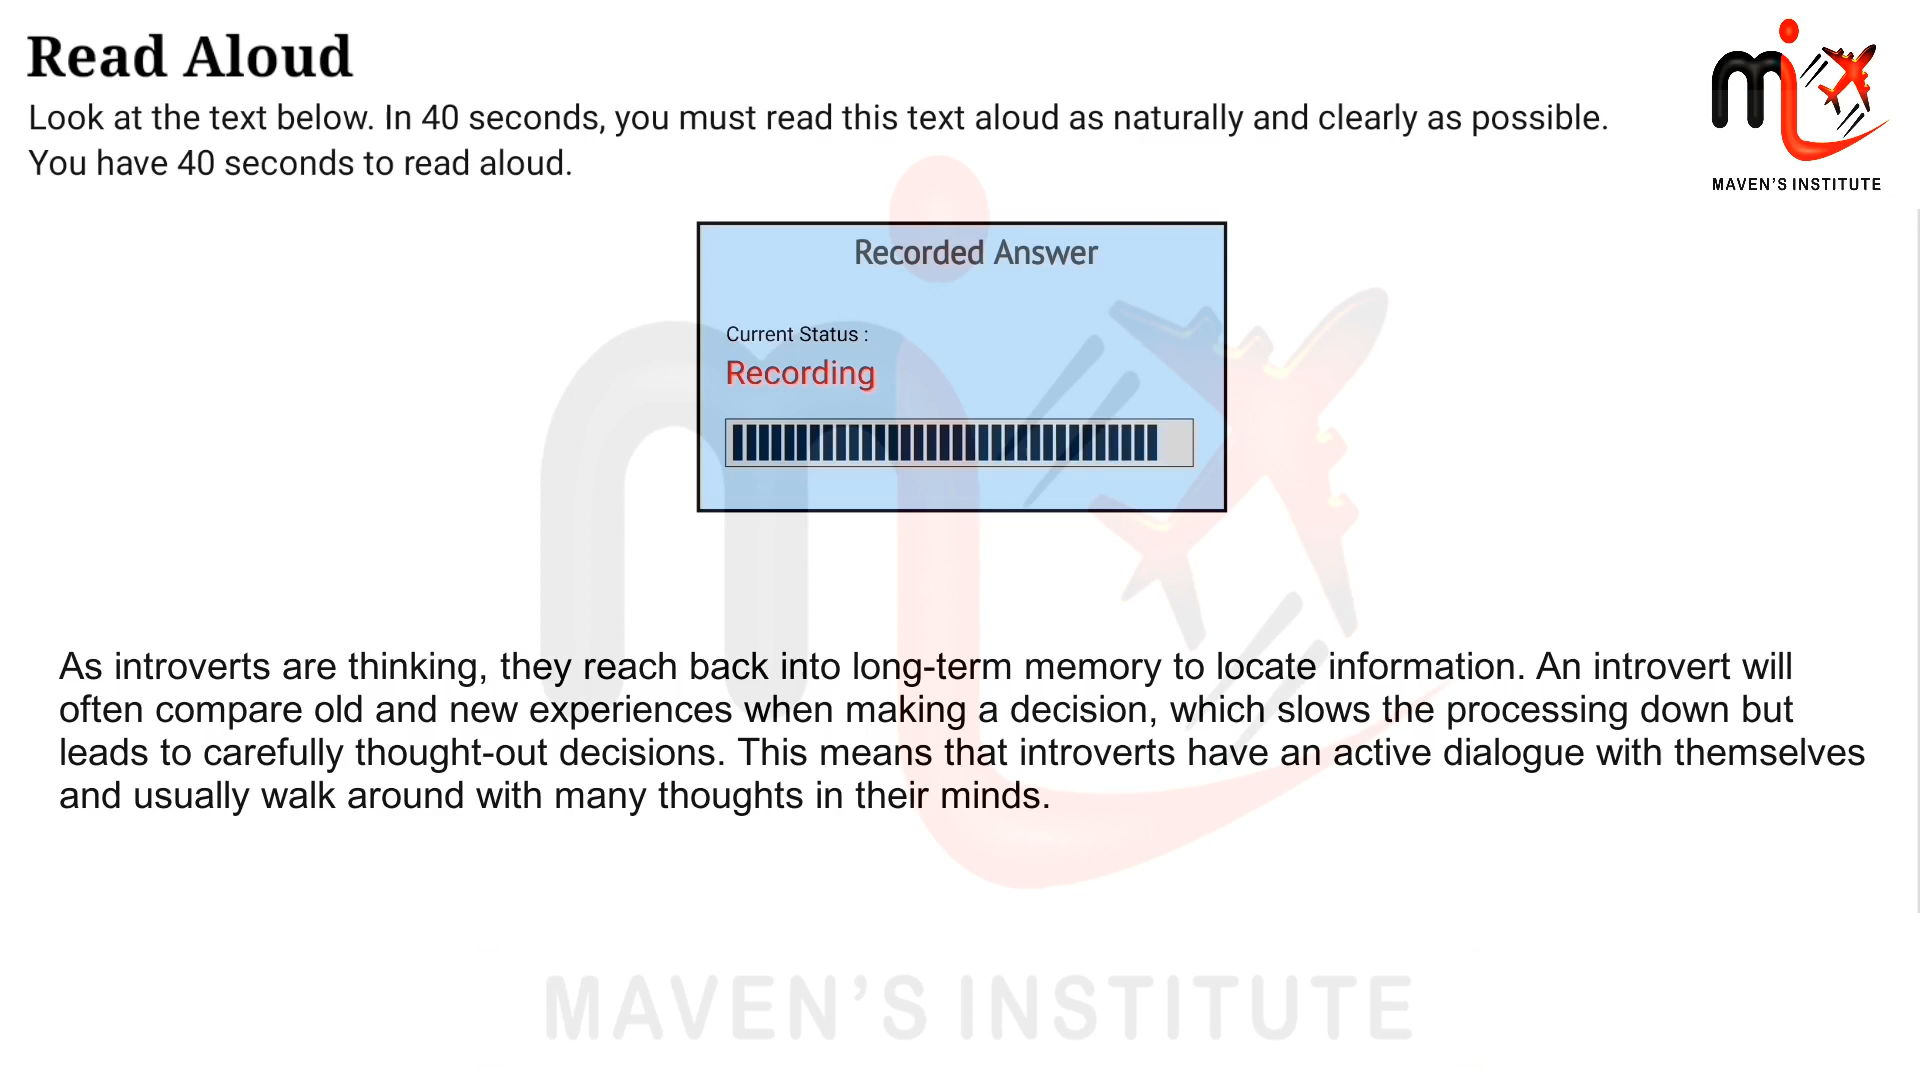 Read Aloud
Look at the text below. In 40 seconds, you must read this text aloud as naturally and clearly as possible.
You have 40 seconds to read aloud.
mi
MAVEN'S INSTITUTE
Recorded Answer
Current Status :
Recording
As introverts are thinking, they reach back into long-term memory to locate information. An introvert will
often compare old and new experiences when making a decision, which slows the processing down but
leads to carefully thought-out decisions. This means that introverts have an active dialogue with themselves
and usually walk around with many thoughts in their minds.
MAVEN'S INSTITUTE